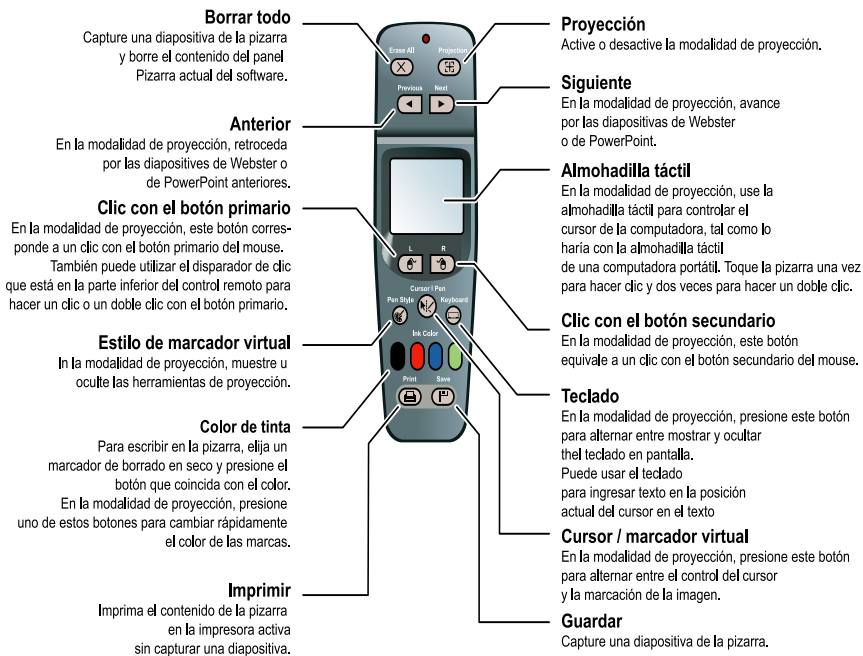 Borrar todo
Capture una diapositiva de la pizarra
y borre el contenido del panel
Pizarra actual del software.
Anterior
En la modalidad de proyección, retroceda
por las diapositives de Webster o
de PowerPoint anteriores.
Clic con el botón primario
En la modalidad de proyección, este botón corres-
ponde a un clic con el botón primario del mouse.
También puede utilizar el disparador de clic
que está en la parte inferior del control remoto para
hacer un clic o un doble clic con el botón primario.
Estilo de marcador virtual
In la modalidad de proyección, muestre u
oculte las herramientas de proyección.
Color de tinta
Para escribir en la pizarra, elija un
marcador de borrado en seco y presione el
botón que coincida con el color.
En la modalidad de proyección, presione
uno de estos botones para cambiar rápidamente
el color de las marcas.
Imprimir
Imprima el contenido de la pizarra
en la impresora activa
sin capturar una diapositiva.
Erase All Projection
Previous Next
L R
Cursor | Pen
Pen Style Keyboard
Ink Color
Print Save
Proyección
Active o desactive la modalidad de proyección.
Siguiente
En la modalidad de proyección, avance
por las diapositivas de Webster
o de PowerPoint.
Almohadilla táctil
En la modalidad de proyección, use la
almohadilla táctil para controlar el
cursor de la computadora, tal como lo
haría con la almohadilla táctil
de una computadora portátil. Toque la pizarra una vez
para hacer clic y dos veces para hacer un doble clic.
Clic con el botón secundario
En la modalidad de proyección, este botón
equivale a un clic con el botón secundario del mouse.
Teclado
En la modalidad de proyección, presione este botón
para alternar entre mostrar y ocultar
thel teclado en pantalla.
Puede usar el teclado
para ingresar texto en la posición
actual del cursor en el texto
Cursor / marcador virtual
En la modalidad de proyección, presione este botón
para alternar entre el control del cursor
y la marcación de la imagen.
Guardar
Capture una diapositiva de la pizarra.